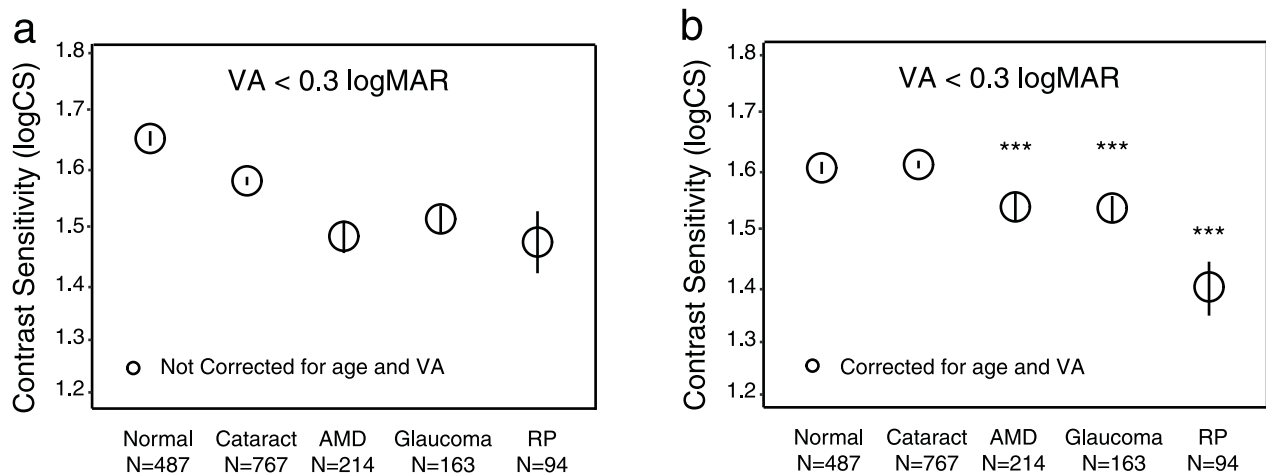 a
VA < 0.3 logMAR
Contrast Sensitivity (logCS)
1.8
1.7
1.6
1.5
1.4
1.3
1.2
Not Corrected for age and VA
Normal Cataract AMD Glaucoma RP
N=487 N=767 N=214 N=163 N=94
b
VA < 0.3 logMAR
Contrast Sensitivity (logCS)
1.8
1.7
1.6
1.5
1.4
1.3
1.2
*** ***
***
Corrected for age and VA
Normal Cataract AMD Glaucoma RP
N=487 N=767 N=214 N=163 N=94